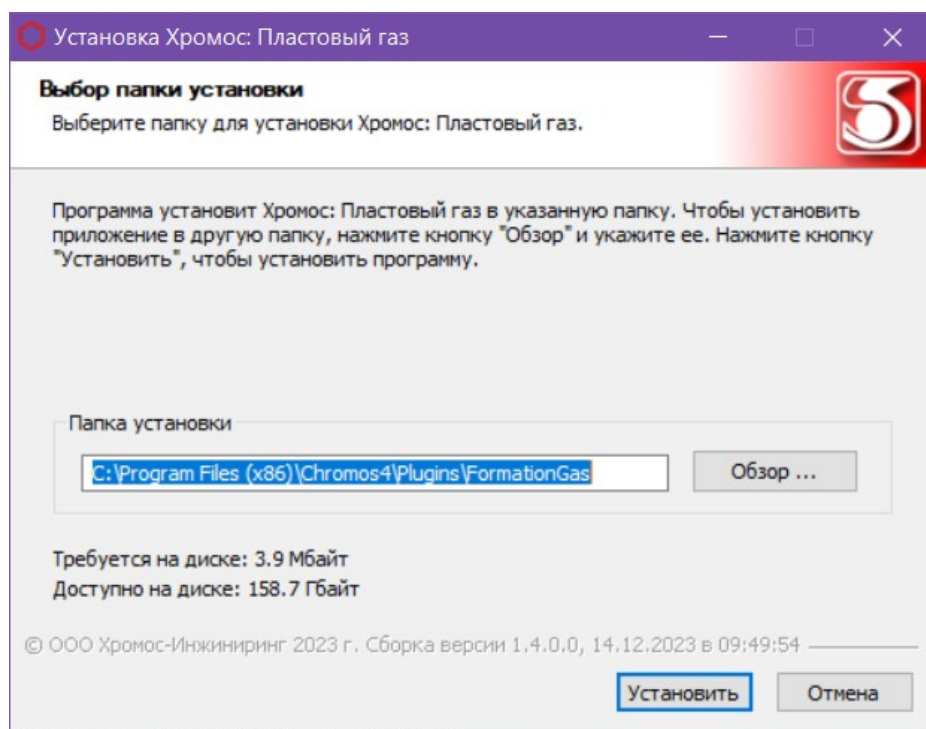 Установка Хромос: Пластовый газ
Выбор папки установки
Выберите папку для установки Хромос: Пластовый газ.
Программа установит Хромос: Пластовый газ в указанную папку. Чтобы установить
приложение в другую папку, нажмите кнопку "Обзор" и укажите ее. Нажмите кнопку
"Установить", чтобы установить программу.
Папка установки
C:\Program Files (x86)\Chromos4\Plugins\FormationGas
Обзор ...
Требуется на диске: 3.9 Мбайт
Доступно на диске: 158.7 Гбайт
© ООО Хромос-Инжиниринг 2023 г. Сборка версии 1.4.0.0, 14.12.2023 в 09:49:54
Установить Отмена